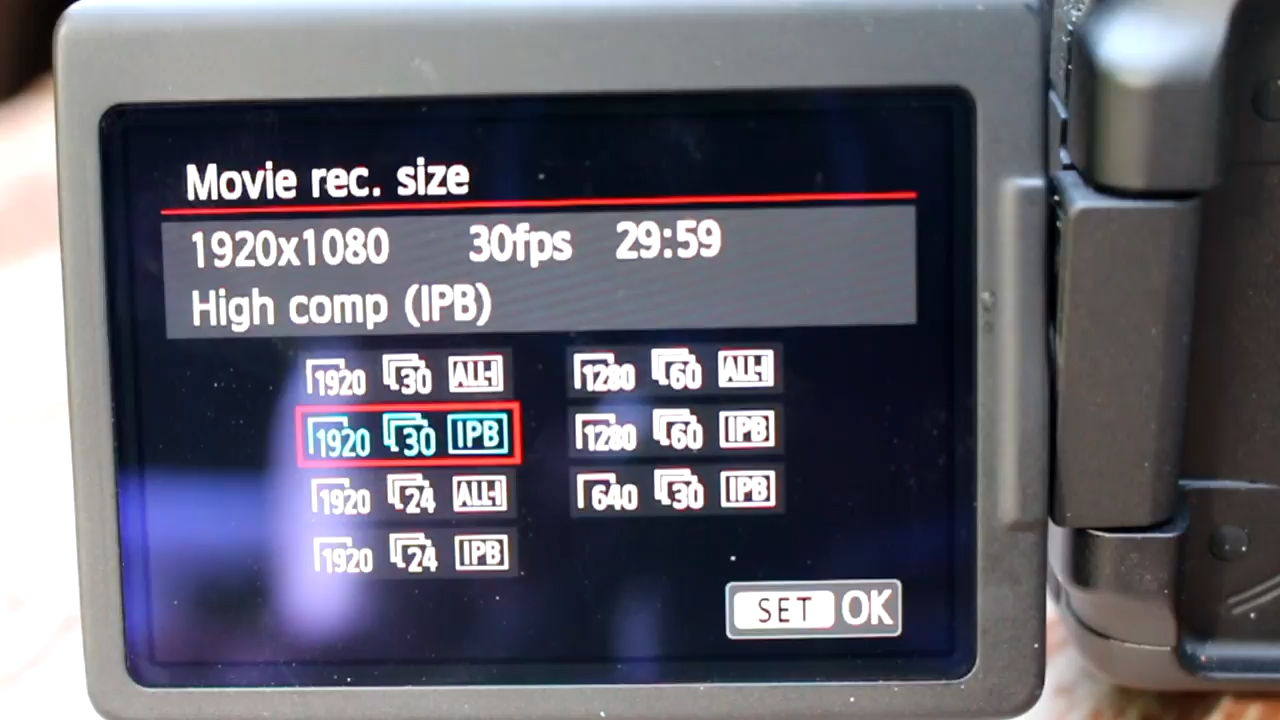 Movie rec. size
1920x1080 30fps 29:59
High comp (IPB)
1920 30 ALL-I
1920 30 IPB
1920 24 ALL-I
1920 24 IPB
1280 60 ALL-I
1280 60 IPB
640 30 IPB
SET OK